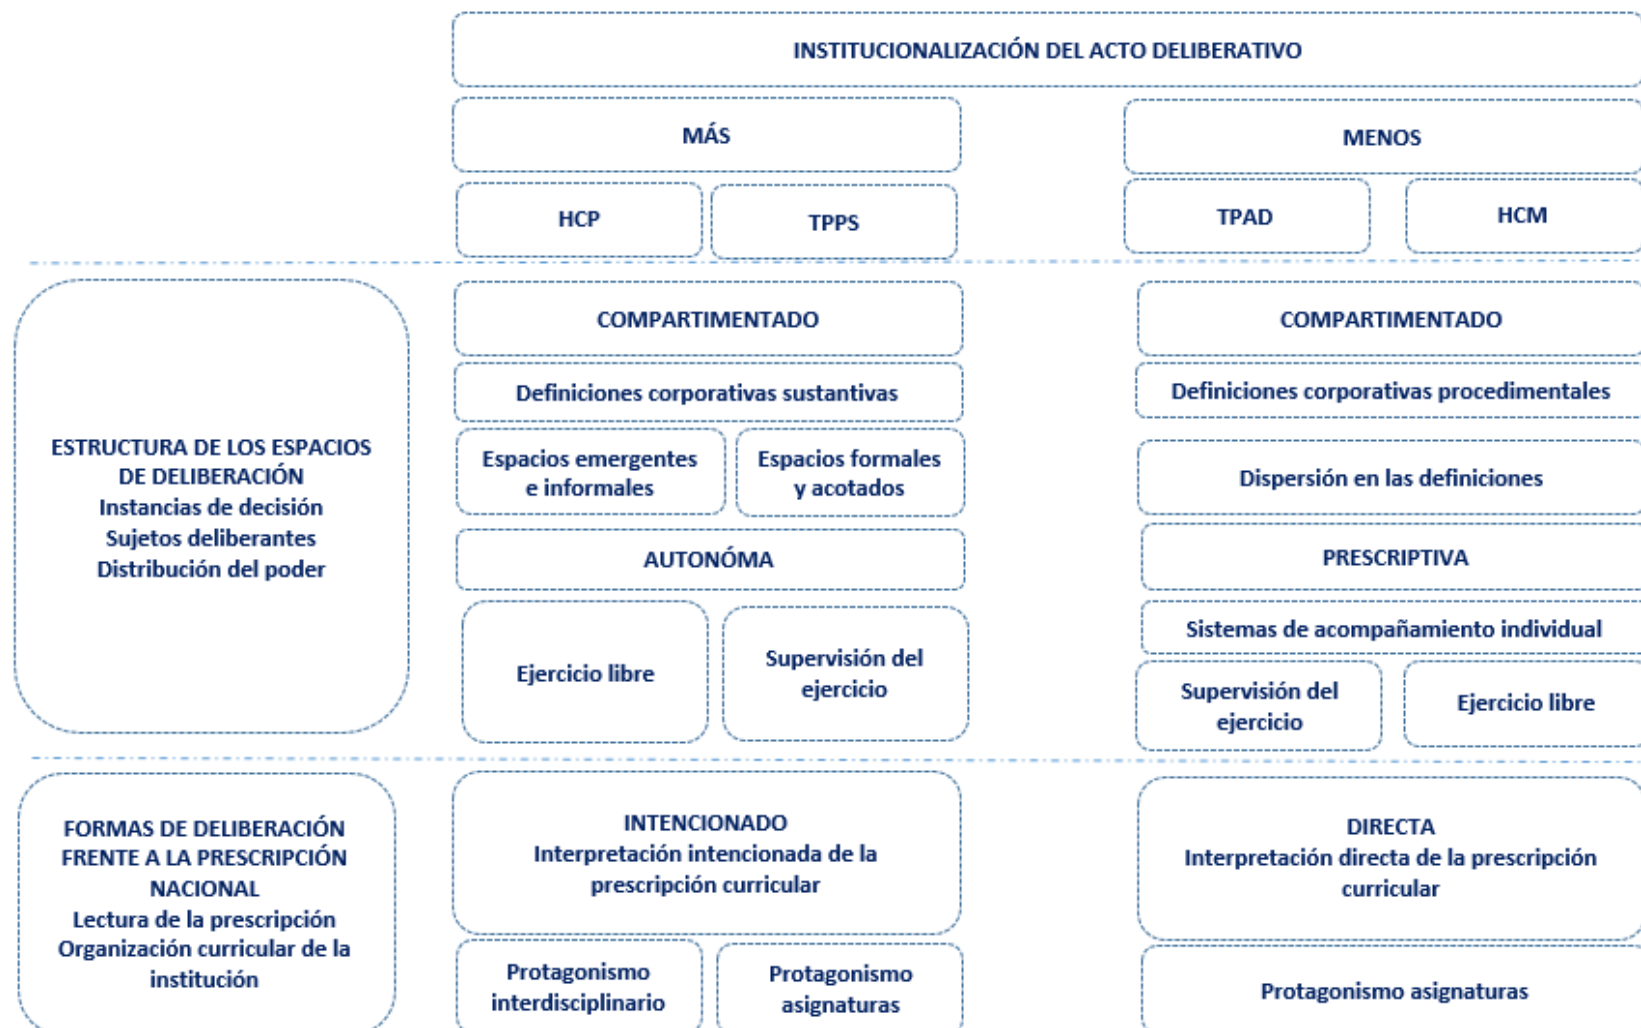 INSTITUCIONALIZACIÓN DEL ACTO DELIBERATIVO
MÁS
MENOS
HCP
TPPS
TPAD
HCM
ESTRUCTURA DE LOS ESPACIOS
DE DELIBERACIÓN
Instancias de decisión
Sujetos deliberantes
Distribución del poder
COMPARTIMENTADO
Definiciones corporativas sustantivas
Espacios emergentes
e informales
Espacios formales
y acotados
AUTONÓMA
Ejercicio libre
Supervisión del
ejercicio
COMPARTIMENTADO
Definiciones corporativas procedimentales
Dispersión en las definiciones
PRESCRIPTIVA
Sistemas de acompañamiento individual
Supervisión del
ejercicio
Ejercicio libre
FORMAS DE DELIBERACIÓN
FRENTE A LA PRESCRIPCIÓN
NACIONAL
Lectura de la prescripción
Organización curricular de la
institución
INTENCIONADO
Interpretación intencionada de la
prescripción curricular
Protagonismo
interdisciplinario
Protagonismo
asignaturas
DIRECTA
Interpretación directa de la prescripción
curricular
Protagonismo asignaturas